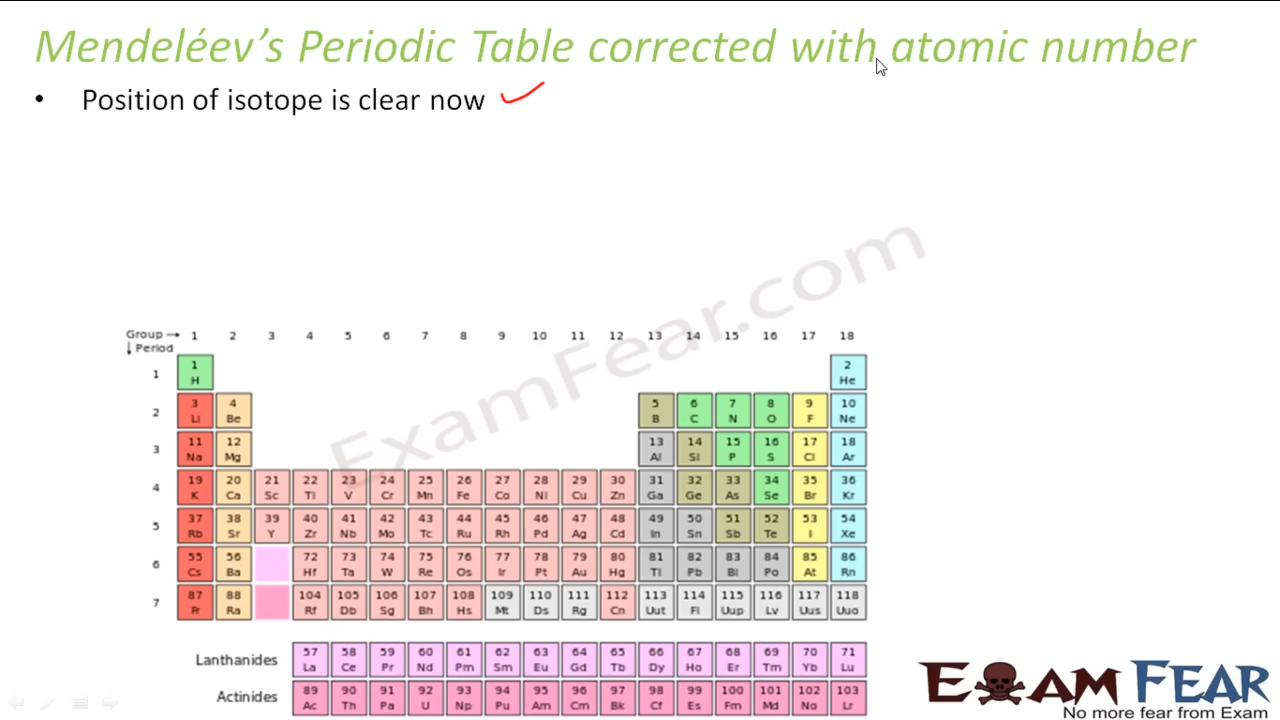 Mendeléev's Periodic Table corrected with atomic number
• Position of isotope is clear now
ExamFear.com
Group → 1 2 3 4 5 6 7 8 9 10 11 12 13 14 15 16 17 18
↓ Period
1 1 2
H He
2 3 4 5 6 7 8 9 10
Li Be B C N O F Ne
3 11 12 13 14 15 16 17 18
Na Mg Al Si P S Cl Ar
4 19 20 21 22 23 24 25 26 27 28 29 30 31 32 33 34 35 36
K Ca Sc Ti V Cr Mn Fe Co Ni Cu Zn Ga Ge As Se Br Kr
5 37 38 39 40 41 42 43 44 45 46 47 48 49 50 51 52 53 54
Rb Sr Y Zr Nb Mo Tc Ru Rh Pd Ag Cd In Sn Sb Te I Xe
6 55 56 72 73 74 75 76 77 78 79 80 81 82 83 84 85 86
Cs Ba Hf Ta W Re Os Ir Pt Au Hg Tl Pb Bi Po At Rn
7 87 88 104 105 106 107 108 109 110 111 112 113 114 115 116 117 118
Fr Ra Rf Db Sg Bh Hs Mt Ds Rg Cn Uut Fl Uup Lv Uus Uuo
Lanthanides 57 58 59 60 61 62 63 64 65 66 67 68 69 70 71
La Ce Pr Nd Pm Sm Eu Gd Tb Dy Ho Er Tm Yb Lu
Actinides 89 90 91 92 93 94 95 96 97 98 99 100 101 102 103
Ac Th Pa U Np Pu Am Cm Bk Cf Es Fm Md No Lr
EXAM FEAR
No more fear from Exam